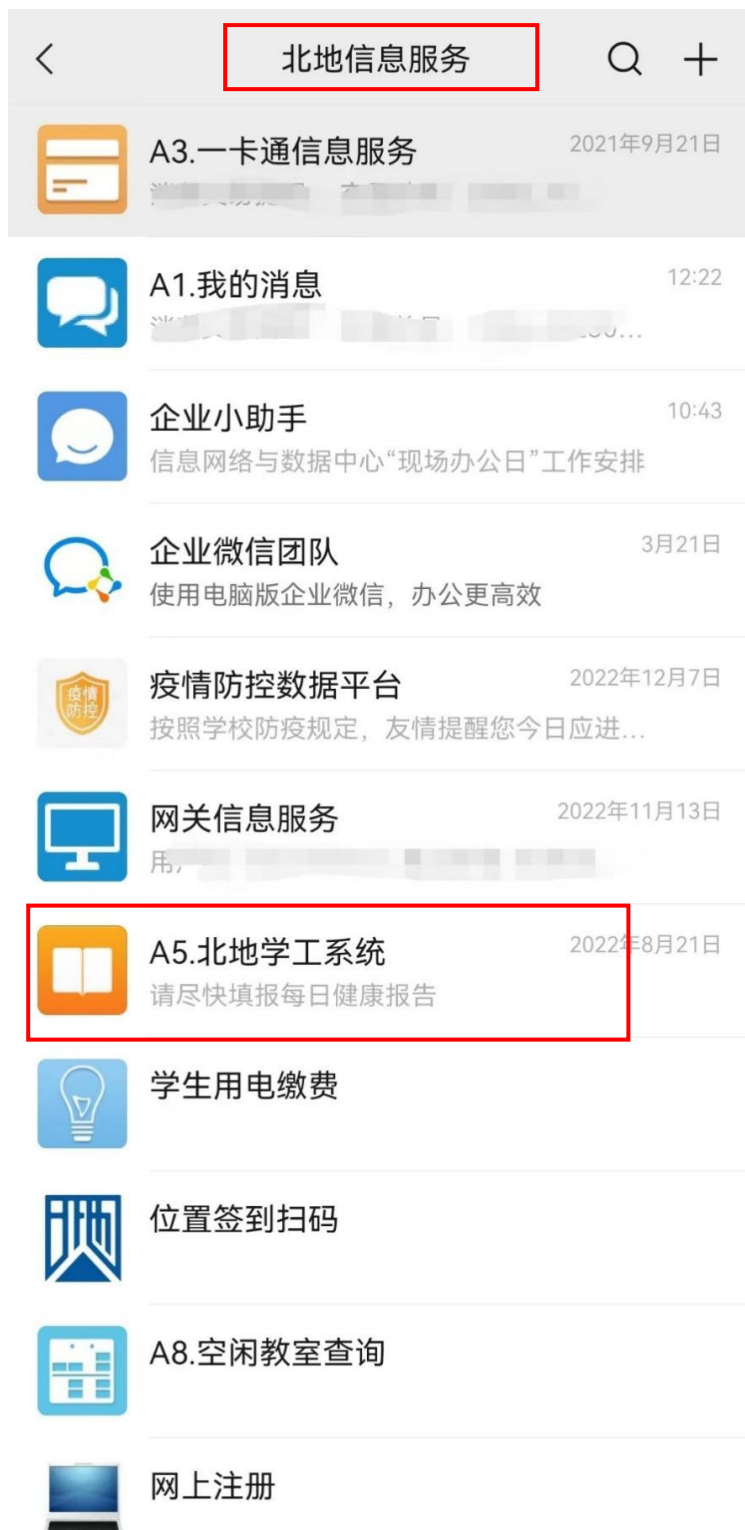 北地信息服务
A3.一卡通信息服务 2021年9月21日
A1.我的消息 12:22
企业小助手 10:43
信息网络与数据中心“现场办公日”工作安排
企业微信团队 3月21日
使用电脑版企业微信，办公更高效
疫情防控数据平台 2022年12月7日
疫情
防控
按照学校防疫规定，友情提醒您今日应进...
网关信息服务 2022年11月13日
A5.北地学工系统 2022年8月21日
请尽快填报每日健康报告
学生用电缴费
位置签到扫码
A8.空闲教室查询
网上注册